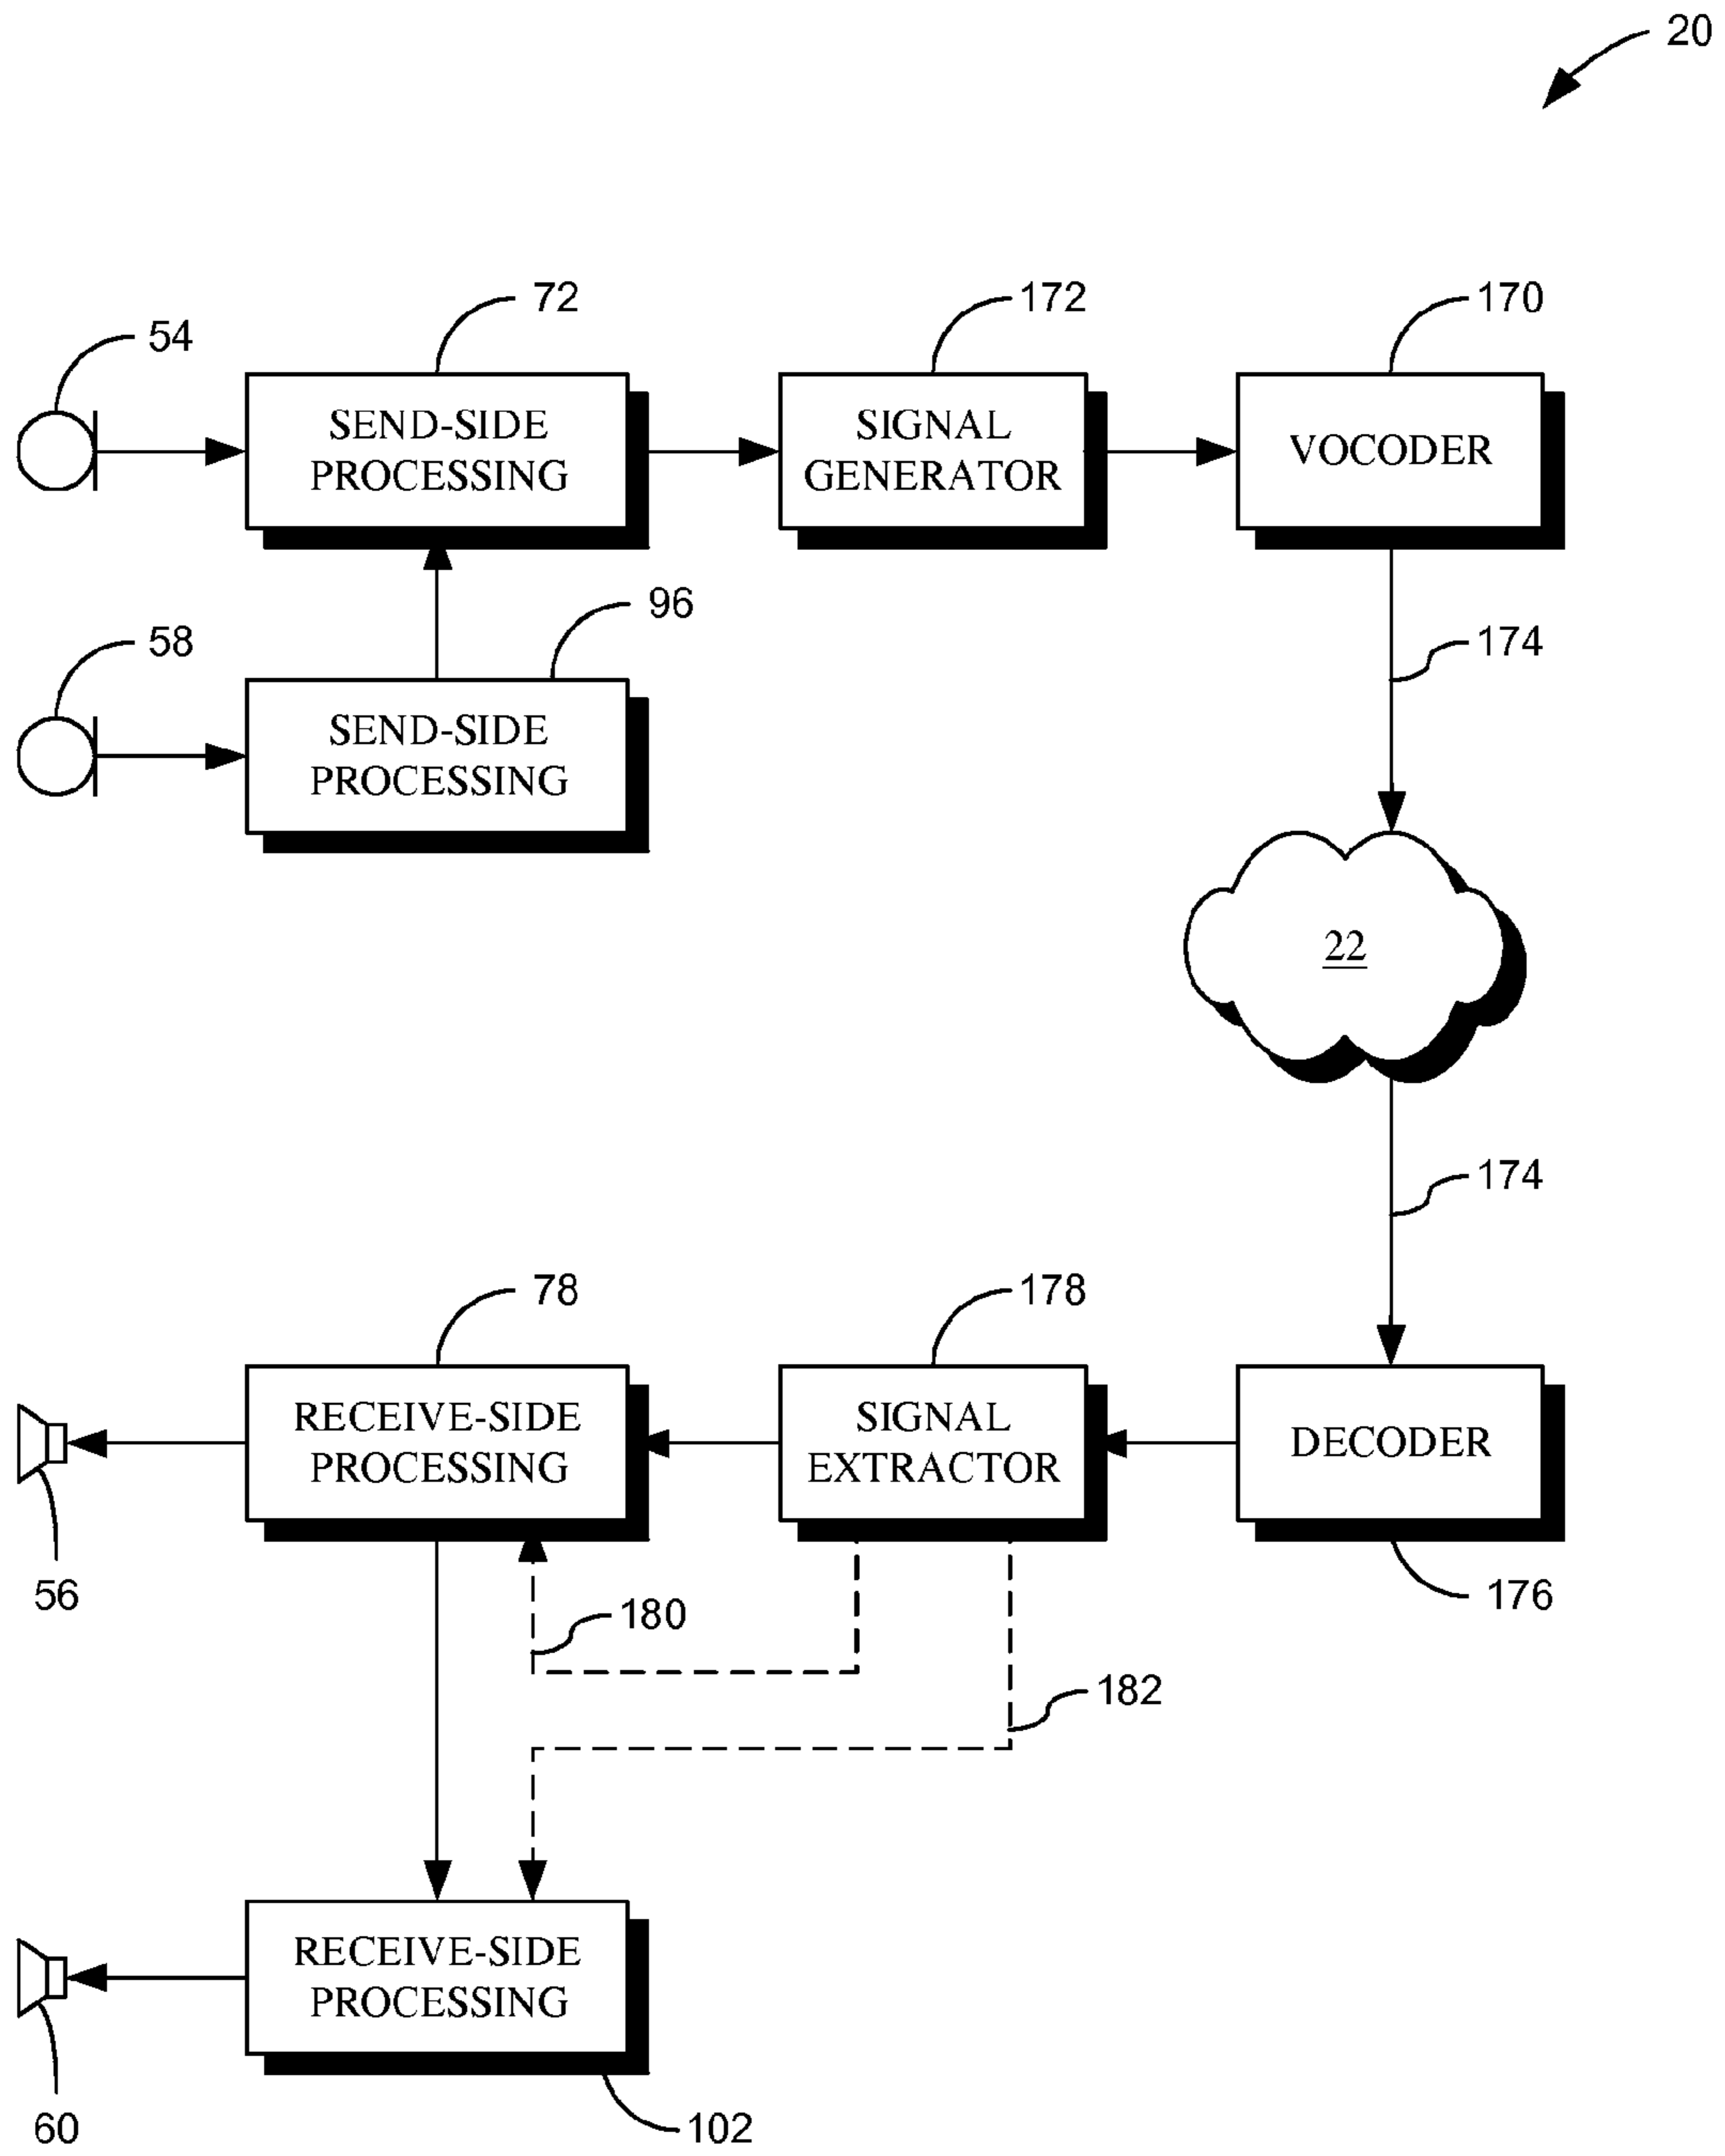 20
72
172
170
54
SEND-SIDE
PROCESSING
SIGNAL
GENERATOR
VOCODER
96
58
174
SEND-SIDE
PROCESSING
22
174
78
178
RECEIVE-SIDE
PROCESSING
SIGNAL
EXTRACTOR
DECODER
56
180
176
182
RECEIVE-SIDE
PROCESSING
60
102